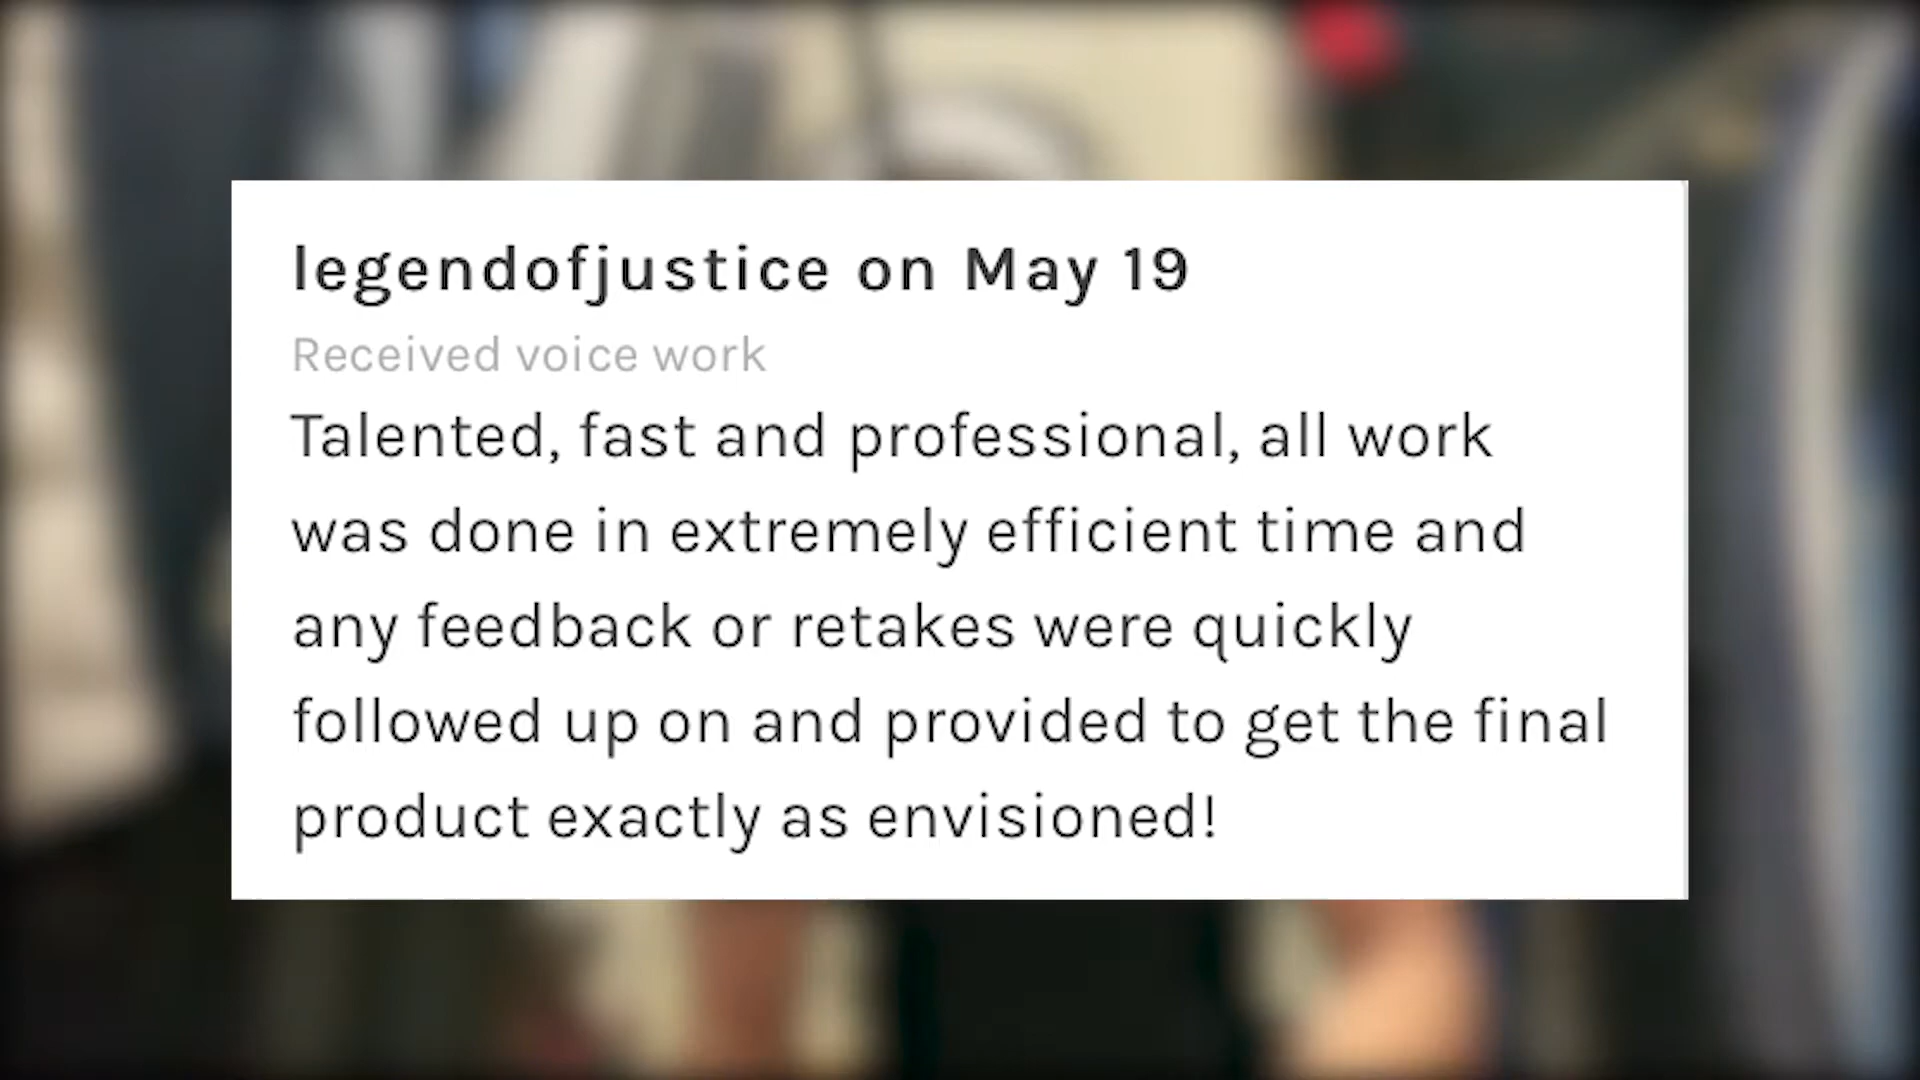 legendofjustice on May 19
Received voice work
Talented, fast and professional, all work
was done in extremely efficient time and
any feedback or retakes were quickly
followed up on and provided to get the final
product exactly as envisioned!